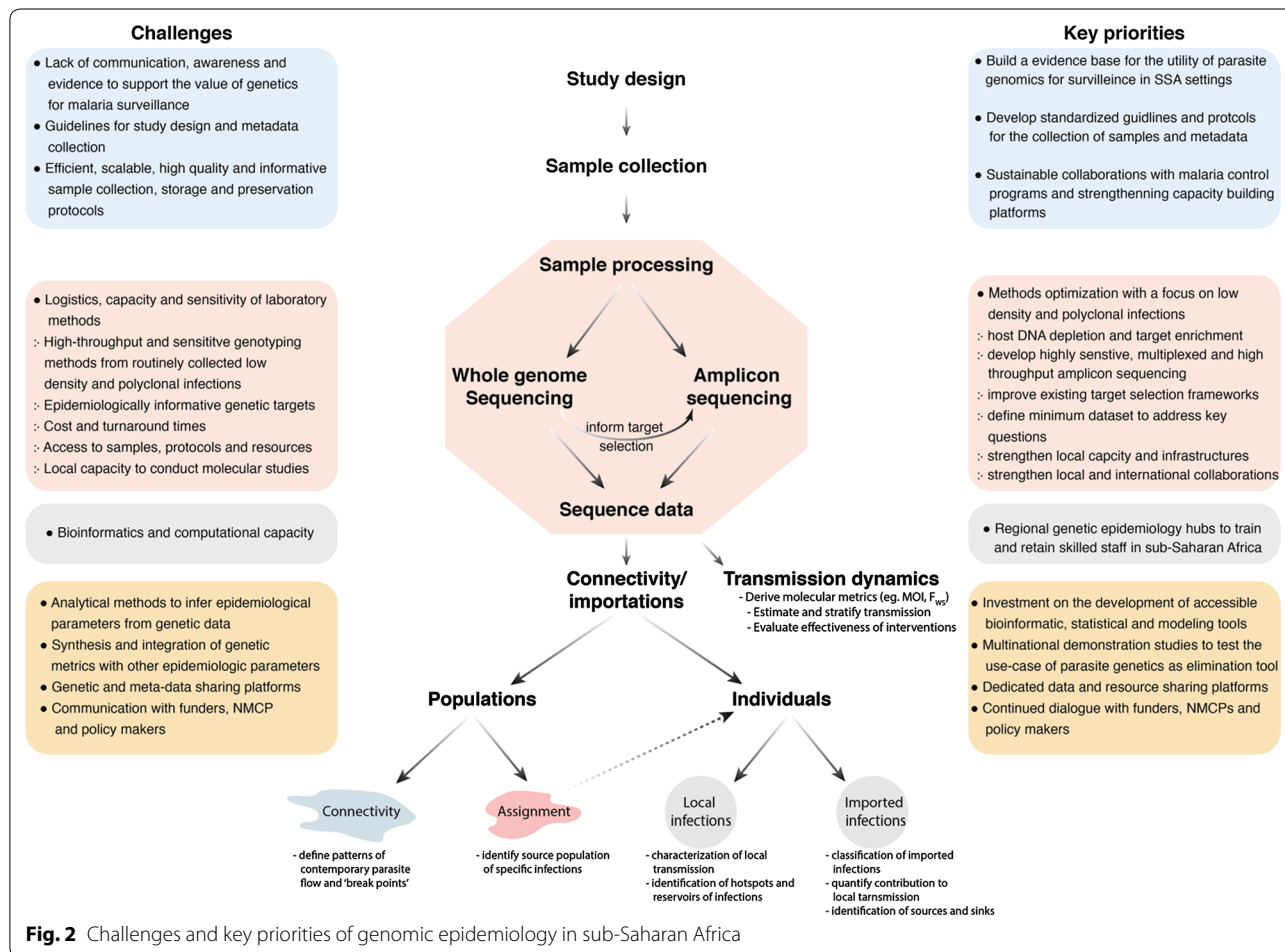 Challenges
● Lack of communication, awareness and
evidence to support the value of genetics
for malaria surveillance
● Guidelines for study design and metadata
collection
● Efficient, scalable, high quality and informative
sample collection, storage and preservation
protocols
● Logistics, capacity and sensitivity of laboratory
methods
:· High-throughput and sensititve genotyping
methods from routinely collected low
density and polyclonal infections
:· Epidemiologically informative genetic targets
:· Cost and turnaround times
:· Access to samples, protocols and resources
:· Local capacity to conduct molecular studies
● Bioinformatics and computational capacity
● Analytical methods to infer epidemiological
parameters from genetic data
● Synthesis and integration of genetic
metrics with other epidemiologic parameters
● Genetic and meta-data sharing platforms
● Communication with funders, NMCP
and policy makers
Study design
Sample collection
Sample processing
Whole genome
Sequencing
Amplicon
sequencing
inform target
selection
Sequence data
Connectivity/
importations
Transmission dynamics
- Derive molecular metrics (eg. MOI, Fws)
- Estimate and stratify transmission
- Evaluate effectiveness of interventions
Populations
Individuals
Connectivity
Assignment
Local
infections
Imported
infections
- define patterns of
contemporary parasite
flow and 'break points'
- identify source population
of specific infections
- characterization of local
transmission
- identification of hotspots and
reservoirs of infections
- classification of imported
infections
- quantify contribution to
local tarnsmission
- identification of sources and sinks
Key priorities
● Build a evidence base for the utility of parasite
genomics for survilleince in SSA settings
● Develop standardized guidlines and protcols
for the collection of samples and metadata
● Sustainable collaborations with malaria control
programs and strengthenning capacity building
platforms
● Methods optimization with a focus on low
density and polyclonal infections
:· host DNA depletion and target enrichment
:· develop highly senstive, multiplexed and high
throughput amplicon sequencing
:· improve existing target selection frameworks
:· define minimum dataset to address key
questions
:· strengthen local capcity and infrastructures
:· strengthen local and international collaborations
● Regional genetic epidemiology hubs to train
and retain skilled staff in sub-Saharan Africa
● Investment on the development of accessible
bioinformatic, statistical and modeling tools
● Multinational demonstration studies to test the
use-case of parasite genetics as elimination tool
● Dedicated data and resource sharing platforms
● Continued dialogue with funders, NMCPs and
policy makers
Fig. 2 Challenges and key priorities of genomic epidemiology in sub-Saharan Africa